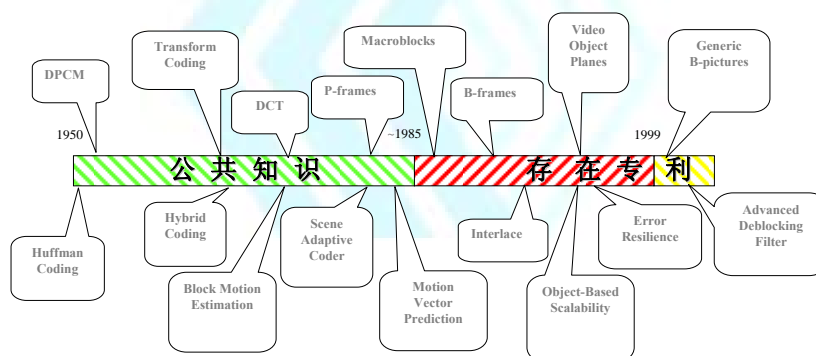 DPCM
Transform
Coding
DCT
P-frames
Macroblocks
B-frames
Video
Object
Planes
Generic
B-pictures
1950
~1985
1999
公共知识
存在专利
Huffman
Coding
Hybrid
Coding
Block Motion
Estimation
Scene
Adaptive
Coder
Motion
Vector
Prediction
Interlace
Object-Based
Scalability
Error
Resilience
Advanced
Deblocking
Filter